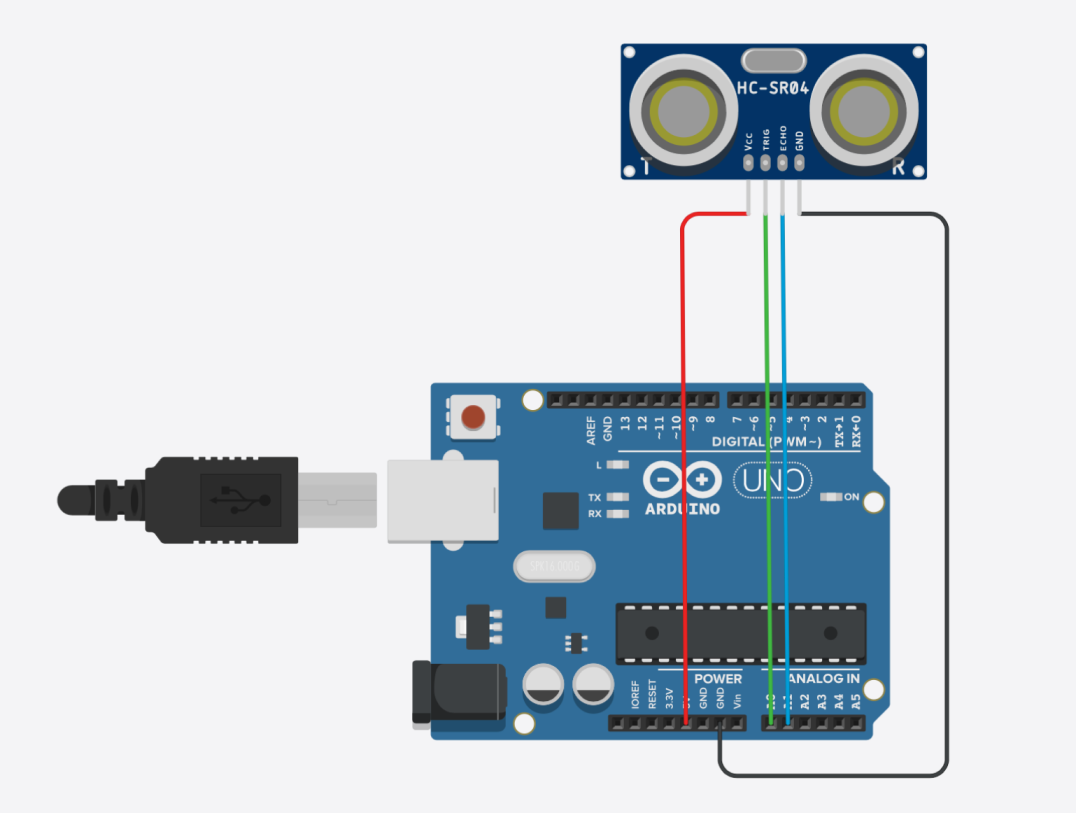 HC-SR04
VCC
TRIG
ECHO
GND
T
R
AREF
GND
13
12
~11
~10
~9
8
7
~6
~5
4
~3
2
TX→1
RX←0
DIGITAL (PWM~)
L
TX
RX
ARDUINO
UNO
ON
POWER
ANALOG IN
IOREF
RESET
3.3V
GND
GND
Vin
A0
A1
A2
A3
A4
A5